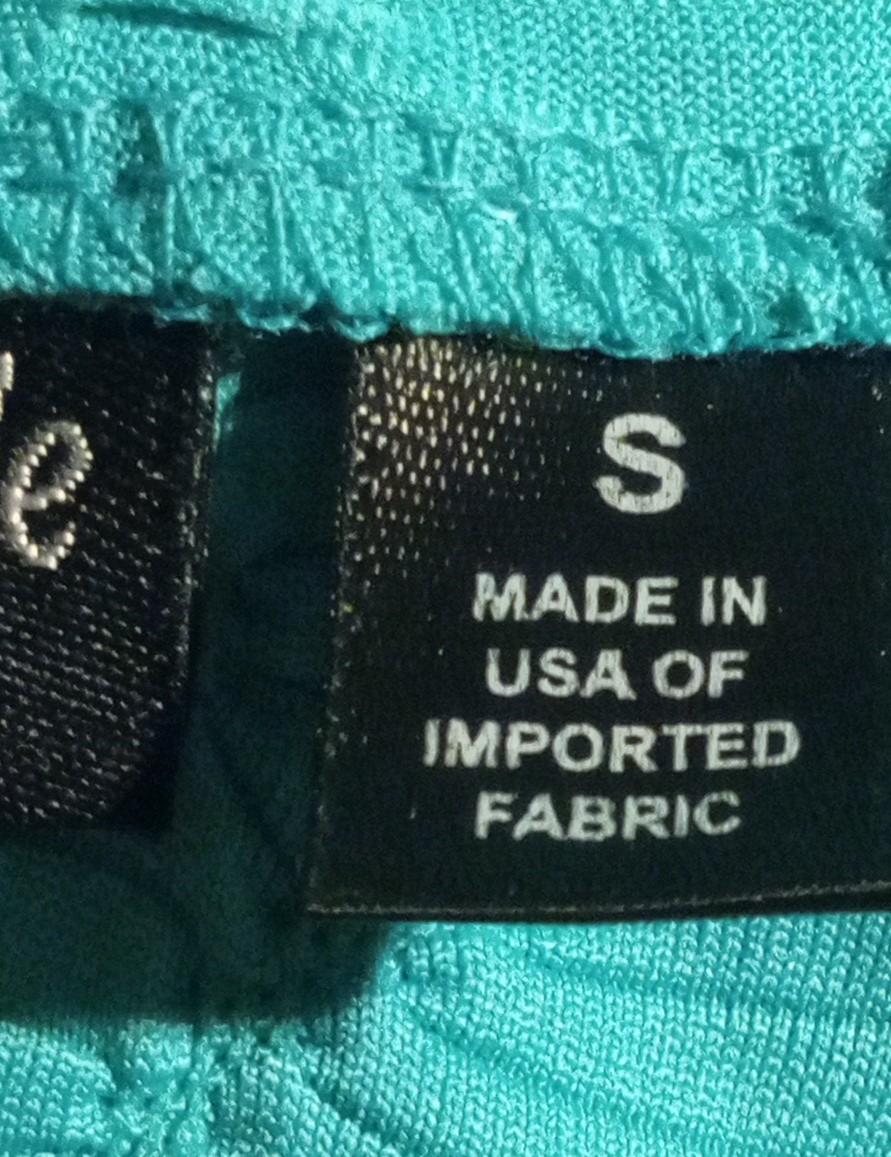 e
S
MADE IN
USA OF
IMPORTED
FABRIC